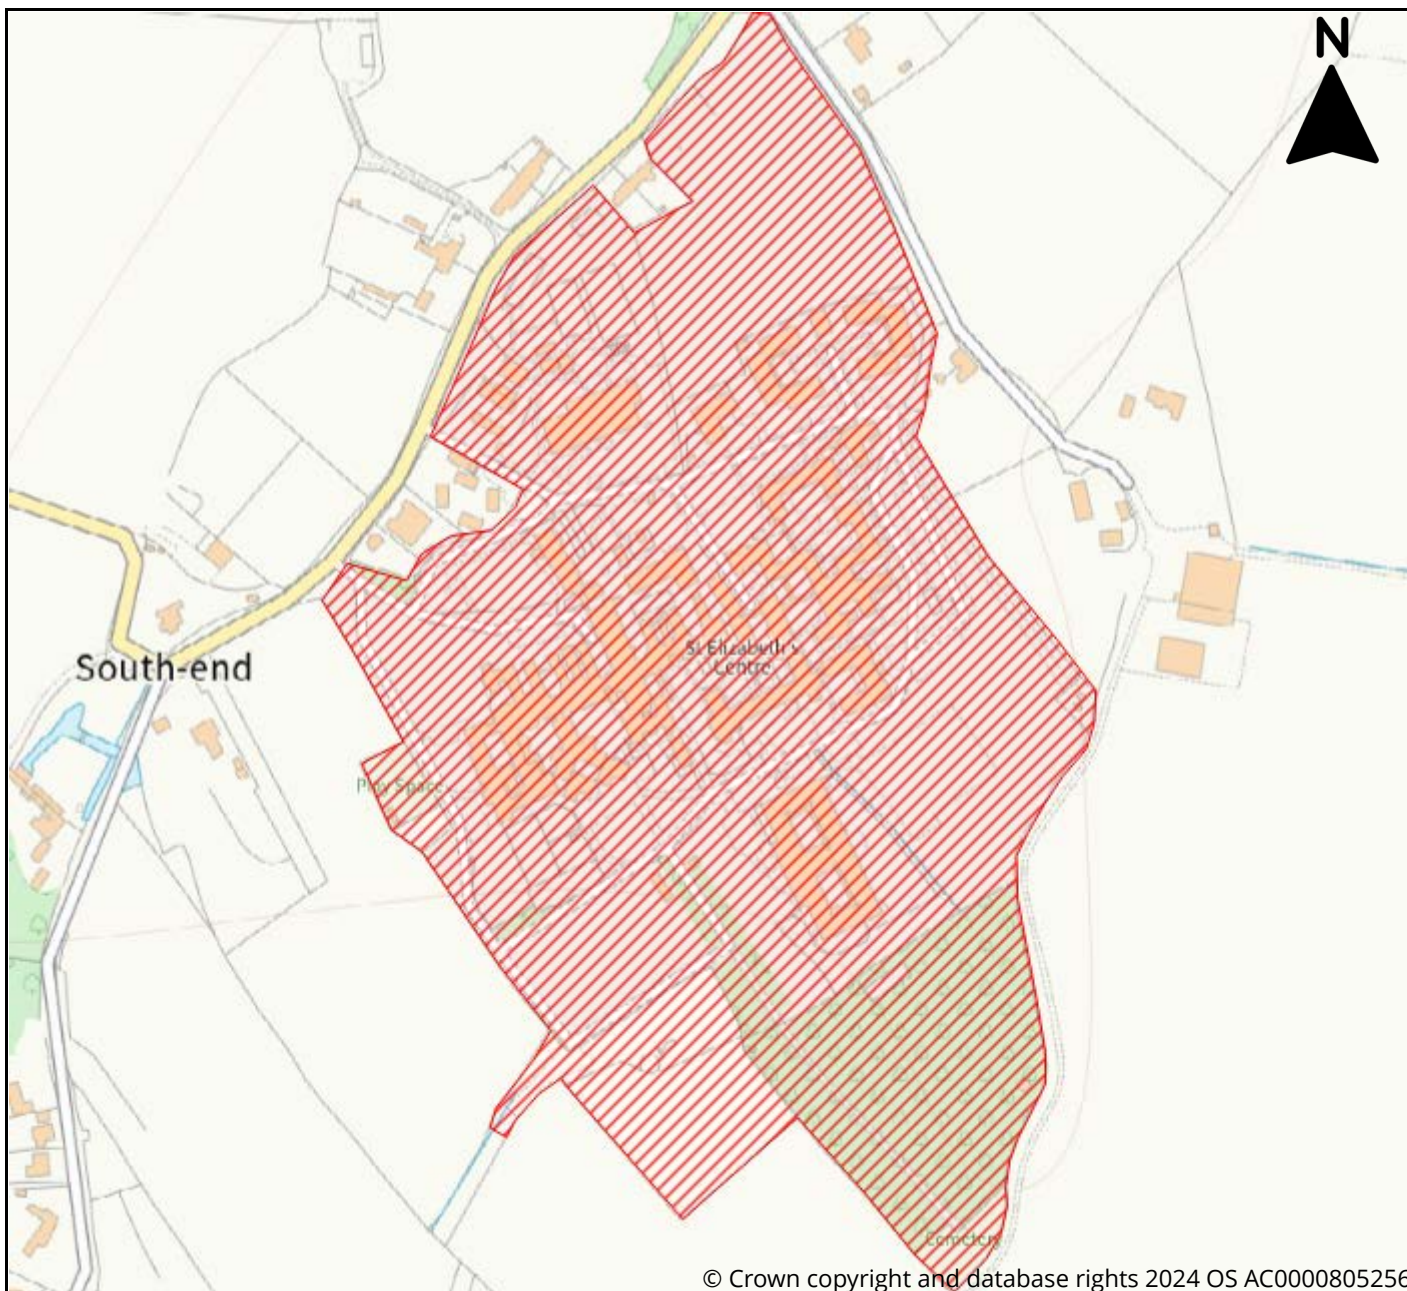 N
St Elizabeth's
Centre
South-end
Play Space
Cemetery
© Crown copyright and database rights 2024 OS AC0000805256